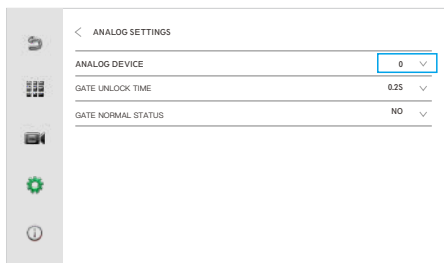 ANALOG SETTINGS
ANALOG DEVICE 0
GATE UNLOCK TIME 0.2S
GATE NORMAL STATUS NO